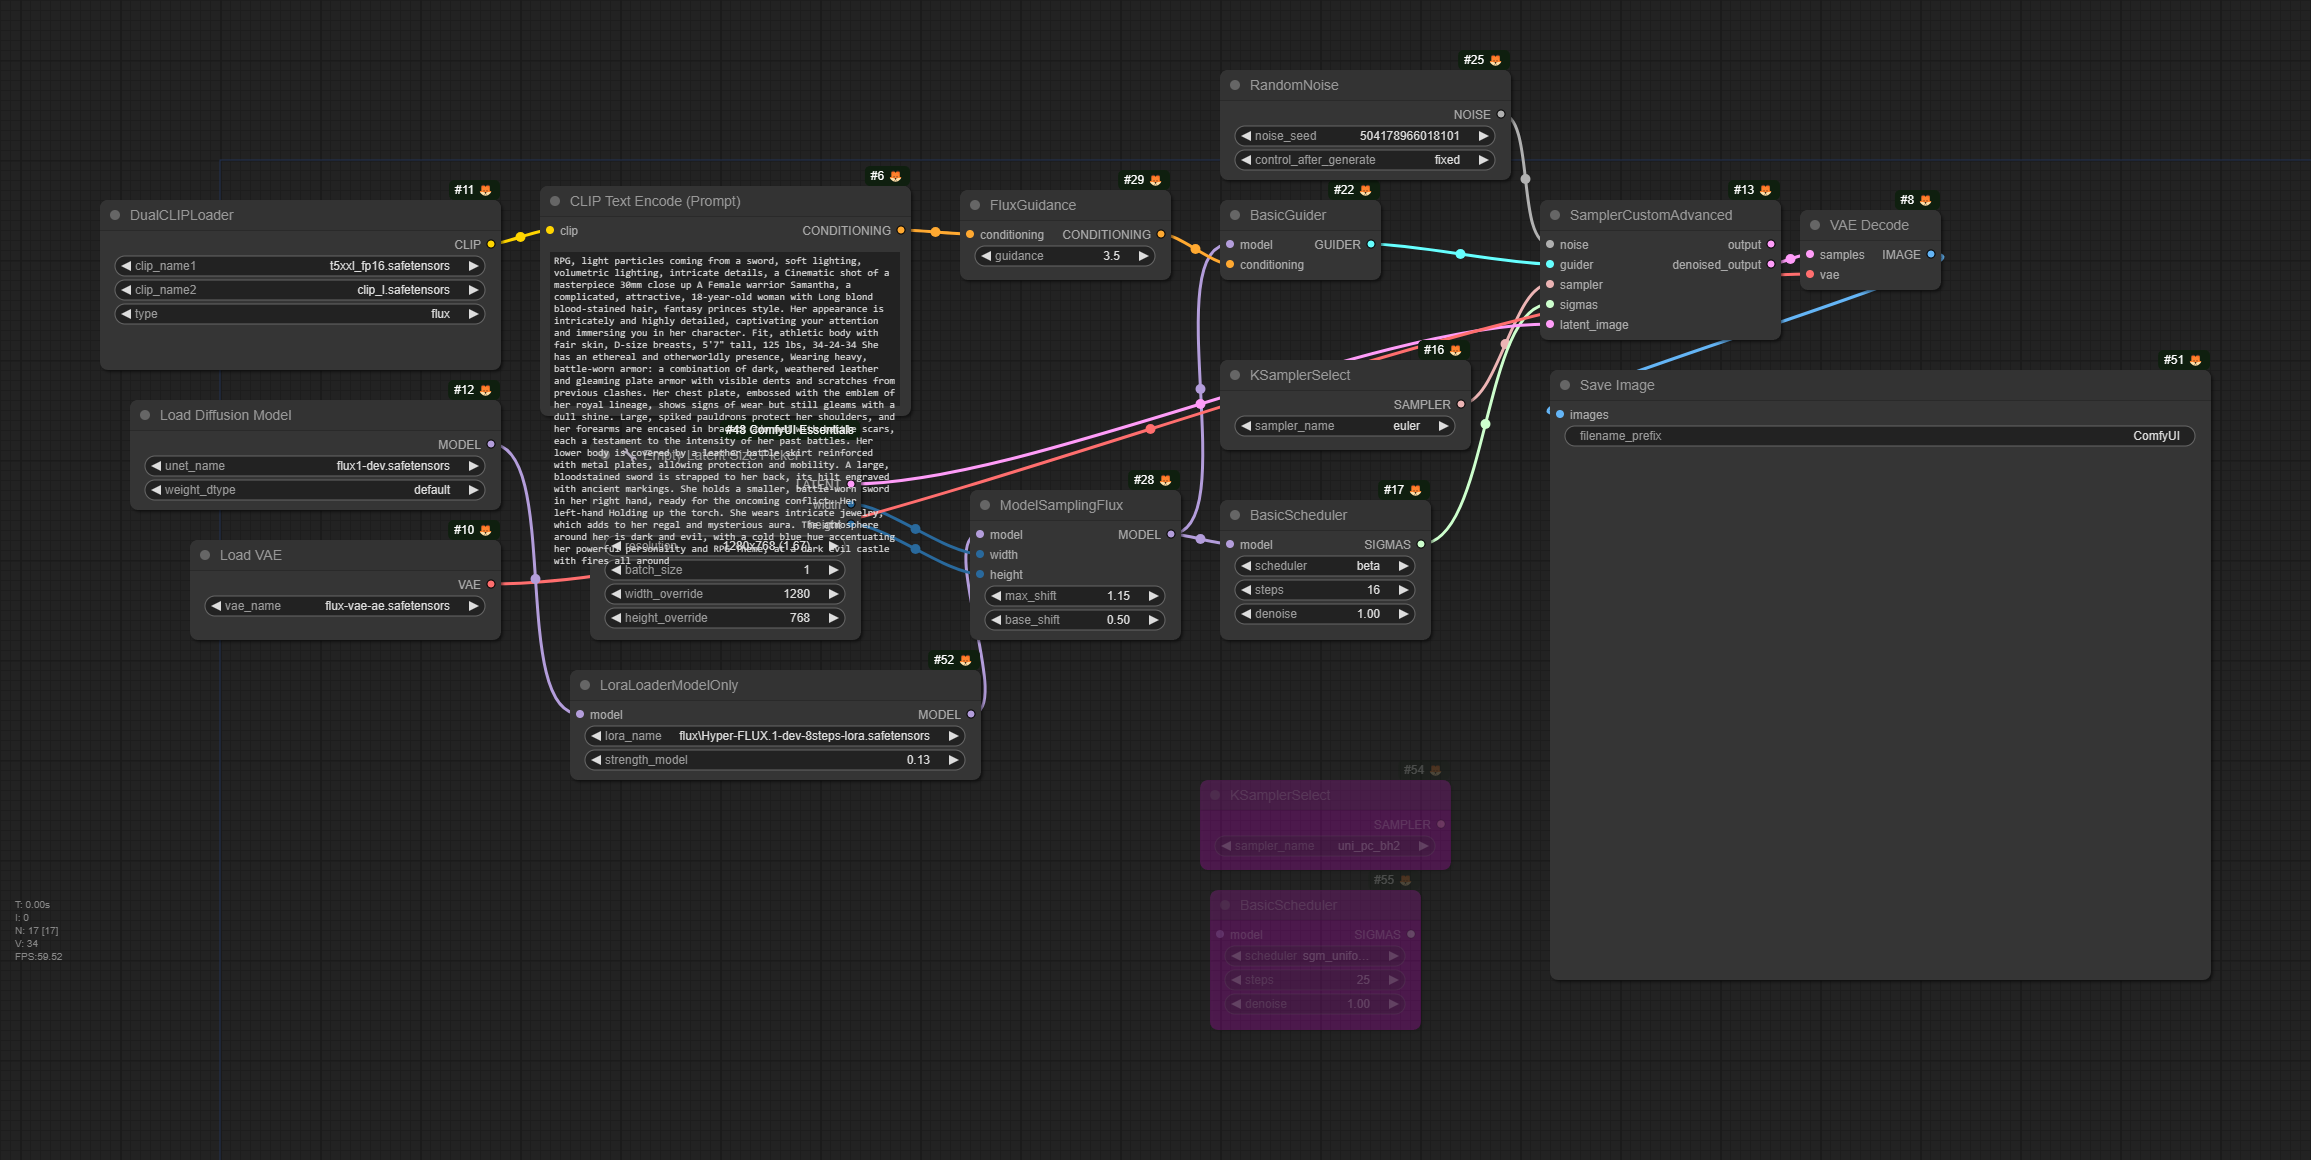 #25
RandomNoise
NOISE
noise_seed 504178966018101
control_after_generate fixed
#11
DualCLIPLoader
CLIP
clip_name1 t5xxl_fp16.safetensors
clip_name2 clip_l.safetensors
type flux
#6
CLIP Text Encode (Prompt)
clip CONDITIONING
RPG, light particles coming from a sword, soft lighting,
volumetric lighting, intricate details, a Cinematic shot of a
masterpiece 30mm close up A Female warrior Samantha, a
complicated, attractive, 18-year-old woman with Long blond
blood-stained hair, fantasy princes style. Her appearance is
intricately and highly detailed, captivating your attention
and immersing you in her character. Fit, athletic body with
fair skin, D-size breasts, 5'7" tall, 125 lbs, 34-24-34 She
has an ethereal and otherworldly presence, Wearing heavy,
battle-worn armor: a combination of dark, weathered leather
and gleaming plate armor with visible dents and scratches from
previous clashes. Her chest plate, embossed with the emblem of
her royal lineage, shows signs of wear but still gleams with a
dull shine. Large, spiked pauldrons protect her shoulders, and
her forearms are encased in scars,
each a testament to the intensity of her past battles. Her
lower body is covered by a leather battle skirt reinforced
with metal plates, allowing protection and mobility. A large,
bloodstained sword is strapped to her back, its hilt engraved
with ancient markings. She holds a smaller, battle-worn sword
in her right hand, ready for the oncoming conflict. Her
left-hand Holding up the torch. She wears intricate jewelry,
which adds to her regal and mysterious aura. The atmosphere
around her is dark and evil, with a cold blue hue accentuating
her powerful personality and RPG Theme, at a dark evil castle
with fires all around
#48 ComfyUI Essentials
Empty Latent Size Picker
LATENT
width
height
resolution 1280x768 (1.67)
batch_size 1
width_override 1280
height_override 768
#29
FluxGuidance
conditioning CONDITIONING
guidance 3.5
#22
BasicGuider
model GUIDER
conditioning
#13
SamplerCustomAdvanced
noise output
guider denoised_output
sampler
sigmas
latent_image
#8
VAE Decode
samples IMAGE
vae
#12
Load Diffusion Model
MODEL
unet_name flux1-dev.safetensors
weight_dtype default
#16
KSamplerSelect
SAMPLER
sampler_name euler
#51
Save Image
images
filename_prefix ComfyUI
#10
Load VAE
VAE
vae_name flux-vae-ae.safetensors
#28
ModelSamplingFlux
model MODEL
width
height
max_shift 1.15
base_shift 0.50
#17
BasicScheduler
model SIGMAS
scheduler beta
steps 16
denoise 1.00
#52
LoraLoaderModelOnly
model MODEL
lora_name flux\Hyper-FLUX.1-dev-8steps-lora.safetensors
strength_model 0.13
#54
KSamplerSelect
SAMPLER
sampler_name uni_pc_bh2
#55
BasicScheduler
model SIGMAS
scheduler sgm_unifo...
steps 25
denoise 1.00
T: 0.00s
I: 0
N: 17 [17]
V: 34
FPS:59.52